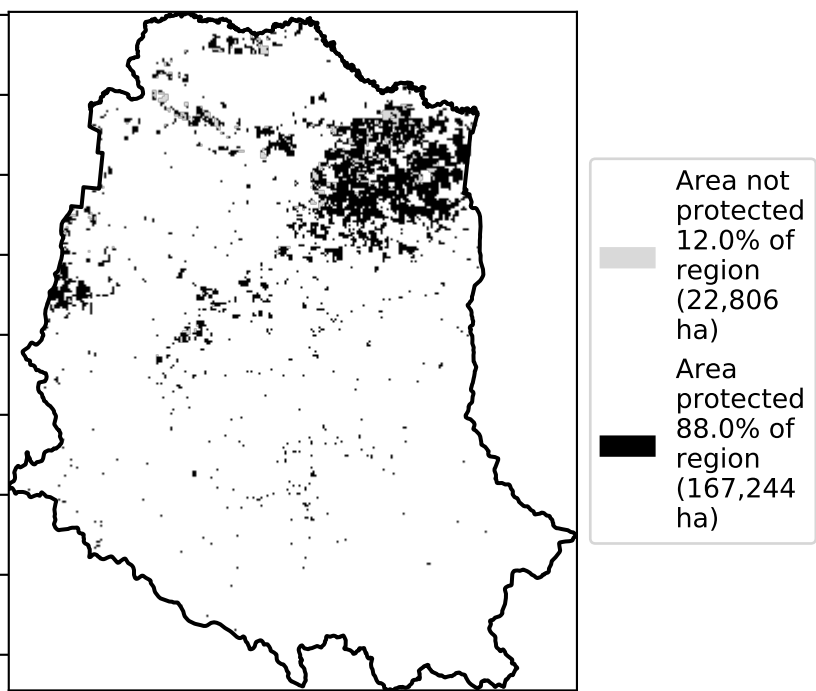 Area not
protected
12.0% of
region
(22,806
ha)
Area
protected
88.0% of
region
(167,244
ha)